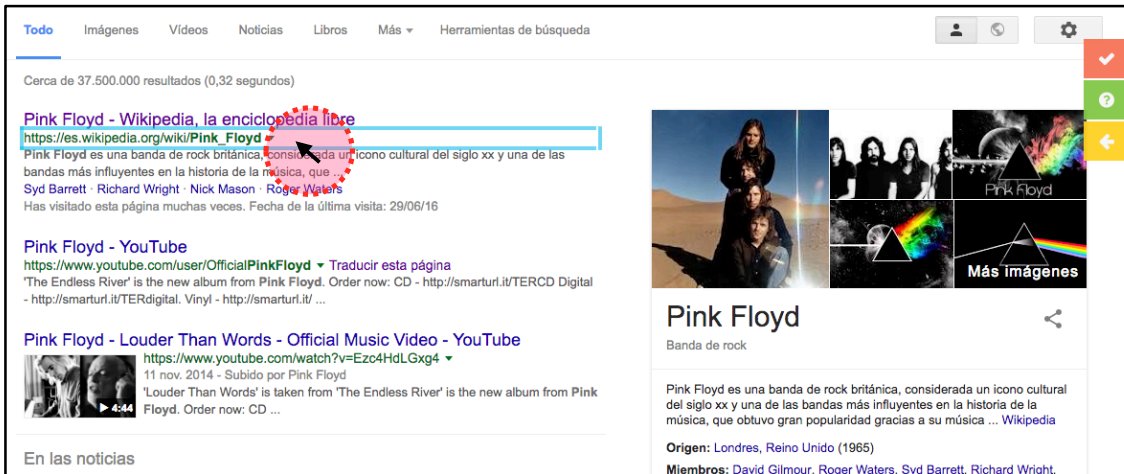 Todo Imágenes Vídeos Noticias Libros Más Herramientas de búsqueda
Cerca de 37.500.000 resultados (0,32 segundos)
Pink Floyd - Wikipedia, la enciclopedia libre
https://es.wikipedia.org/wiki/Pink_Floyd
Pink Floyd es una banda de rock británica, considerada un icono cultural del siglo xx y una de las
bandas más influyentes en la historia de la música, que ...
Syd Barrett · Richard Wright · Nick Mason · Roger Waters
Has visitado esta página muchas veces. Fecha de la última visita: 29/06/16
Pink Floyd - YouTube
https://www.youtube.com/user/OfficialPinkFloyd Traducir esta página
'The Endless River' is the new album from Pink Floyd. Order now: CD - http://smarturl.it/TERCD Digital
- http://smarturl.it/TERdigital. Vinyl - http://smarturl.it/ ...
Pink Floyd - Louder Than Words - Official Music Video - YouTube
https://www.youtube.com/watch?v=Ezc4HdLGxg4
11 nov. 2014 - Subido por Pink Floyd
'Louder Than Words' is taken from 'The Endless River' is the new album from Pink
Floyd. Order now: CD ...
4:44
En las noticias
Pink Floyd
Más imágenes
Pink Floyd
Banda de rock
Pink Floyd es una banda de rock británica, considerada un icono cultural
del siglo xx y una de las bandas más influyentes en la historia de la
música, que obtuvo gran popularidad gracias a su música ... Wikipedia
Origen: Londres, Reino Unido (1965)
Miembros: David Gilmour, Roger Waters, Syd Barrett, Richard Wright,